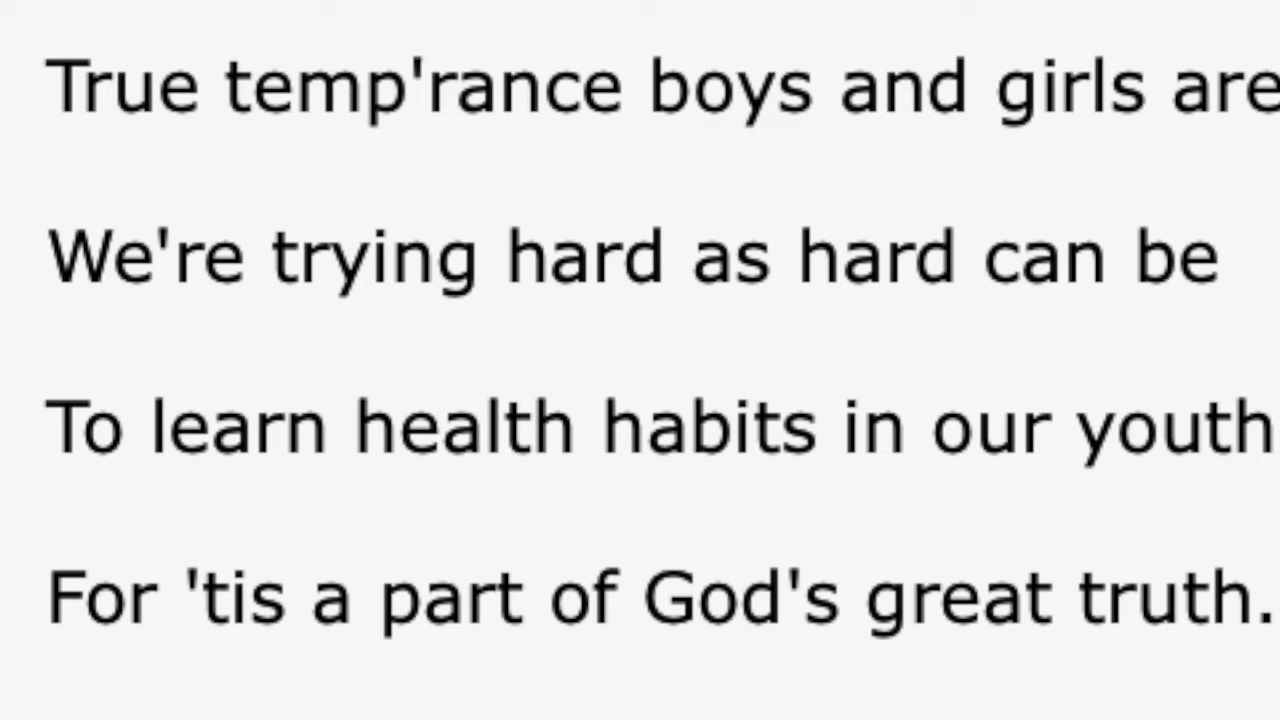 True temp'rance boys and girls are
We're trying hard as hard can be
To learn health habits in our youth
For 'tis a part of God's great truth.